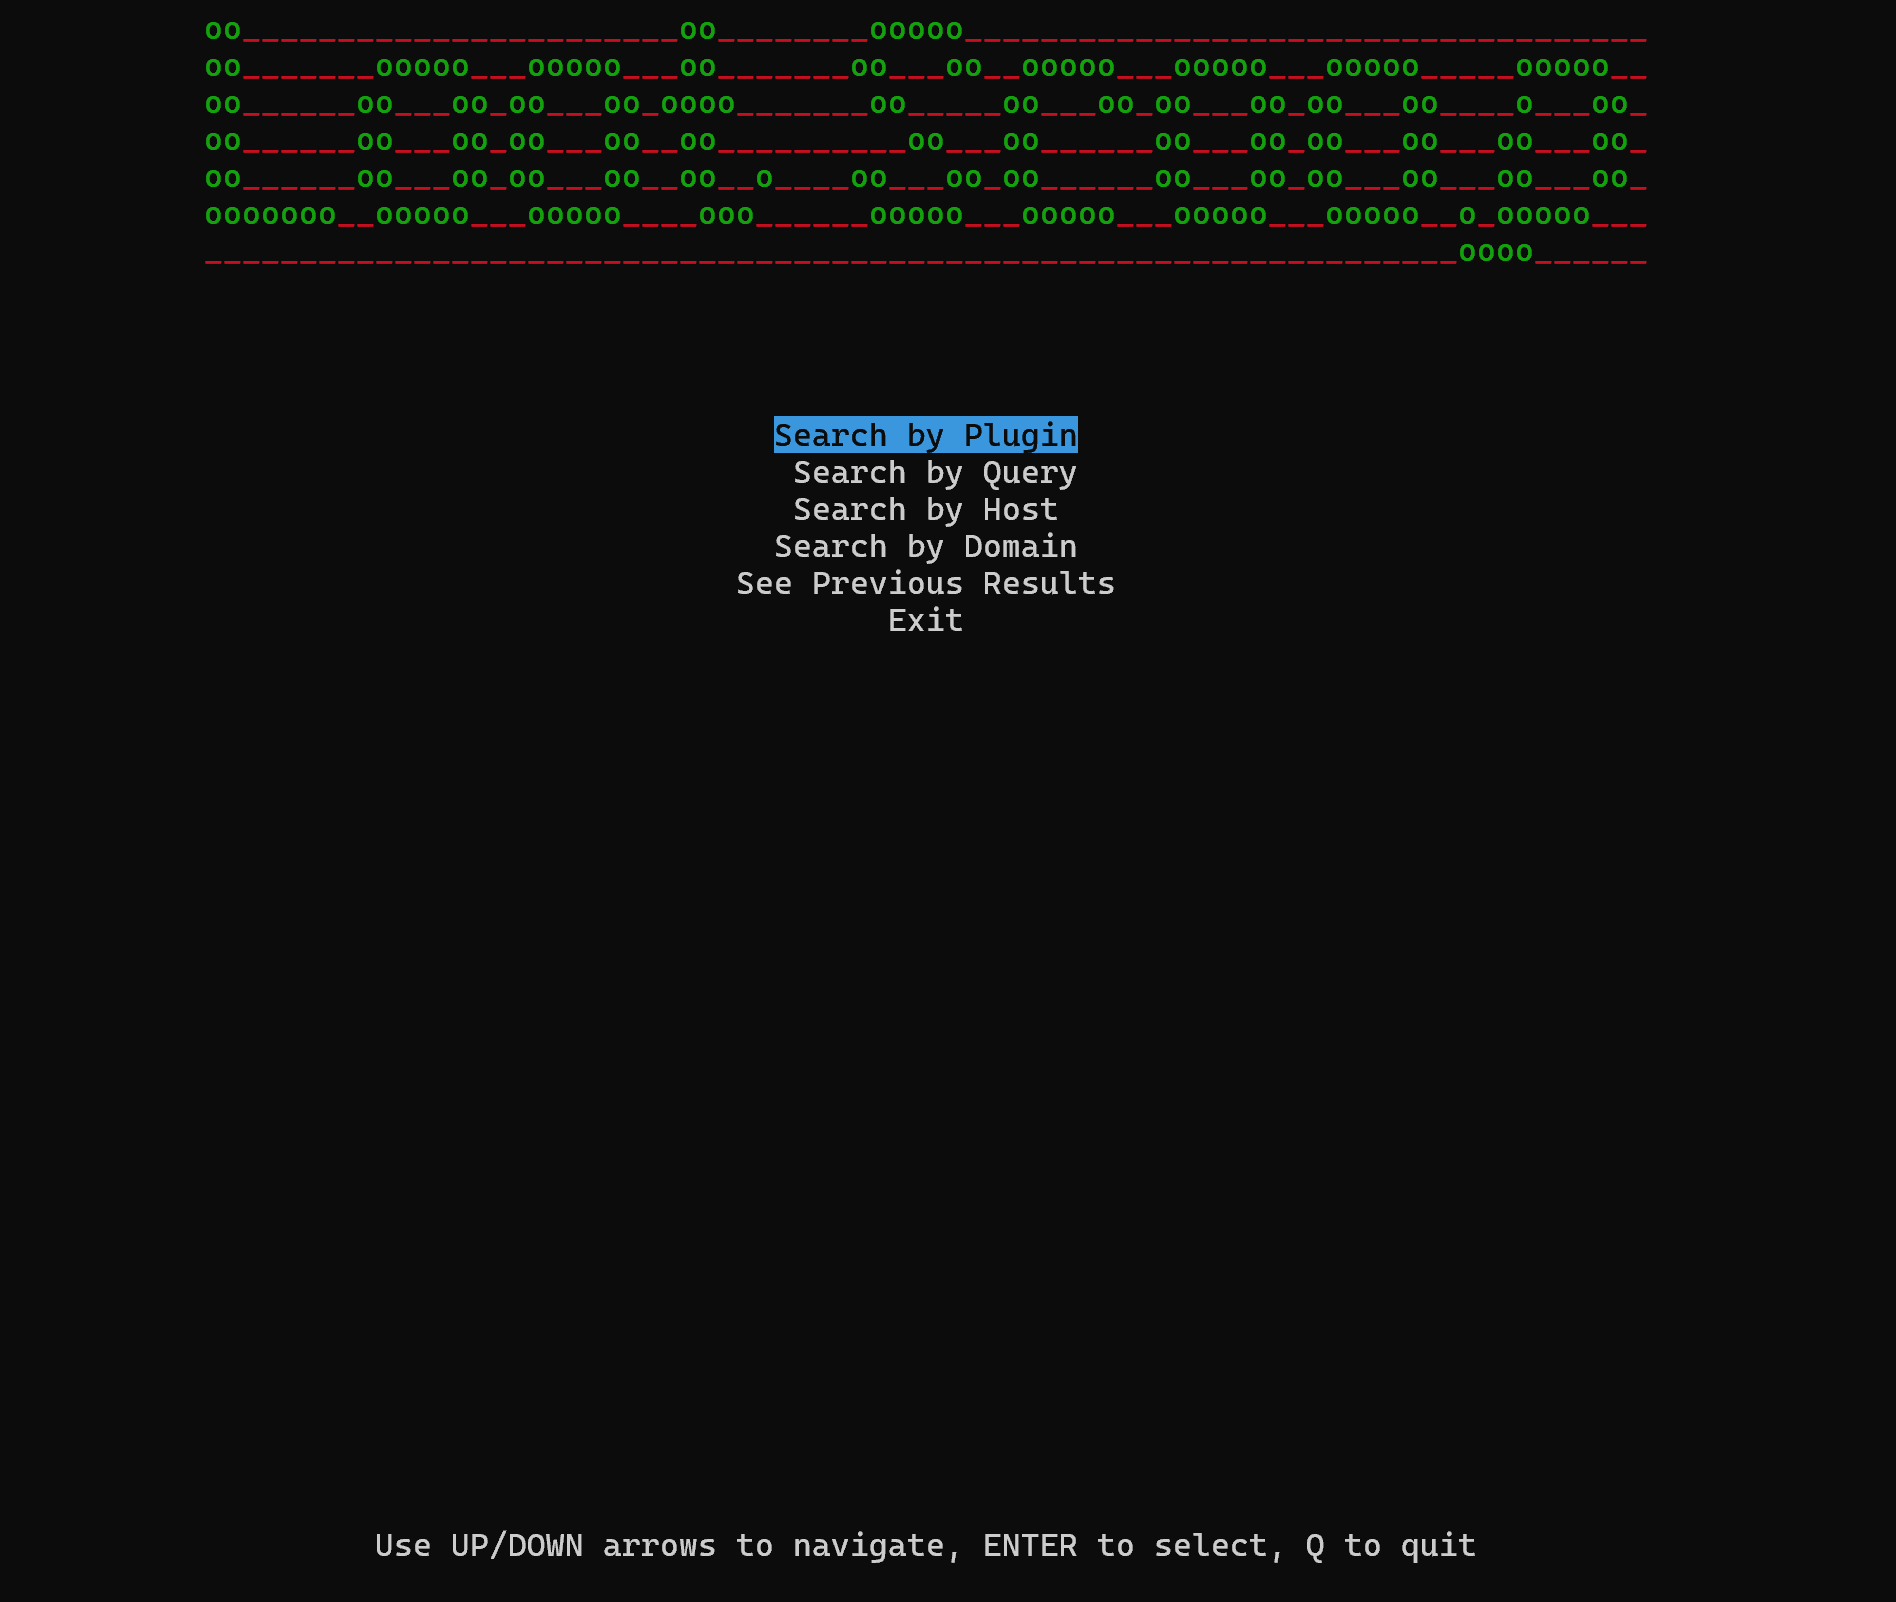 oo_______________________oo________ooooo____________________________________
oo_______ooooo___ooooo___oo_______oo___oo__ooooo___ooooo___ooooo_____ooooo__
oo______oo___oo_oo___oo_oooo_______oo_____oo___oo_oo___oo_oo___oo____o___oo_
oo______oo___oo_oo___oo__oo__________oo___oo______oo___oo_oo___oo___oo___oo_
oo______oo___oo_oo___oo__oo__o____oo___oo_oo______oo___oo_oo___oo___oo___oo_
ooooooo__ooooo___ooooo____ooo______ooooo___ooooo___ooooo___ooooo__o_ooooo___
__________________________________________________________________oooo______
Search by Plugin
Search by Query
Search by Host
Search by Domain
See Previous Results
Exit
Use UP/DOWN arrows to navigate, ENTER to select, Q to quit